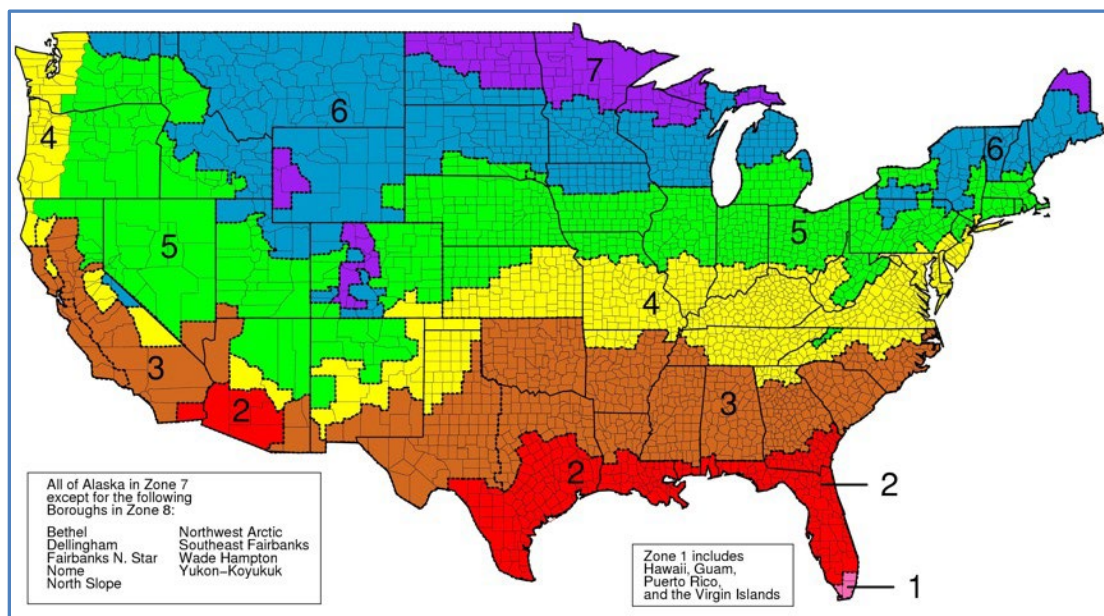 7
6
4
6
5
5
4
3
3
2
2
2
1
All of Alaska in Zone 7
except for the following
Boroughs in Zone 8:
Bethel Northwest Arctic
Dellingham Southeast Fairbanks
Fairbanks N. Star Wade Hampton
Nome Yukon-Koyukuk
North Slope
Zone 1 includes
Hawaii, Guam,
Puerto Rico,
and the Virgin Islands